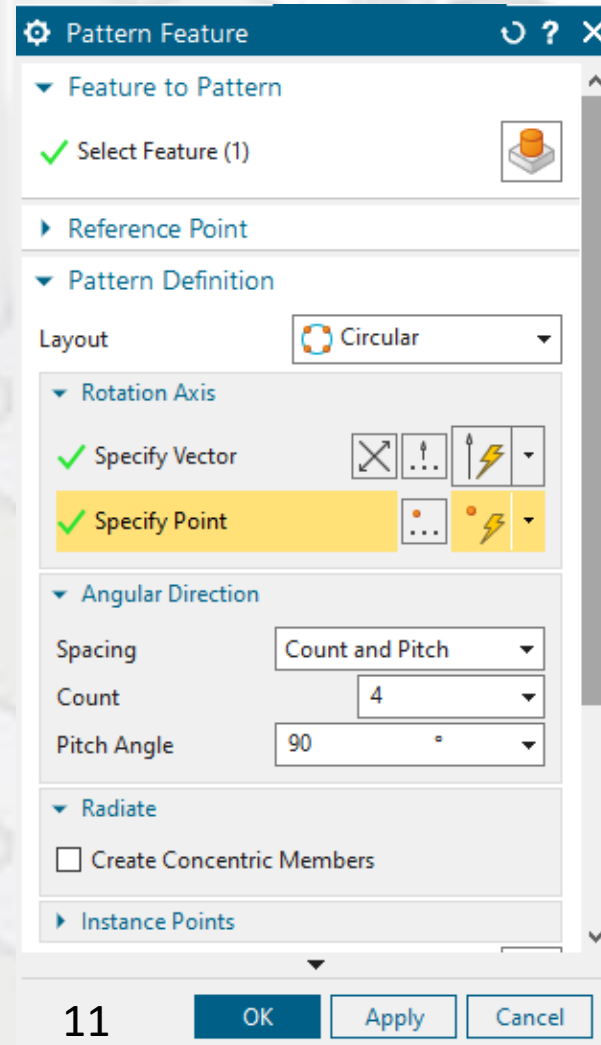 Pattern Feature
Feature to Pattern
Select Feature (1)
Reference Point
Pattern Definition
Layout Circular
Rotation Axis
Specify Vector
Specify Point
Angular Direction
Spacing Count and Pitch
Count 4
Pitch Angle 90 °
Radiate
Create Concentric Members
Instance Points
11 OK Apply Cancel